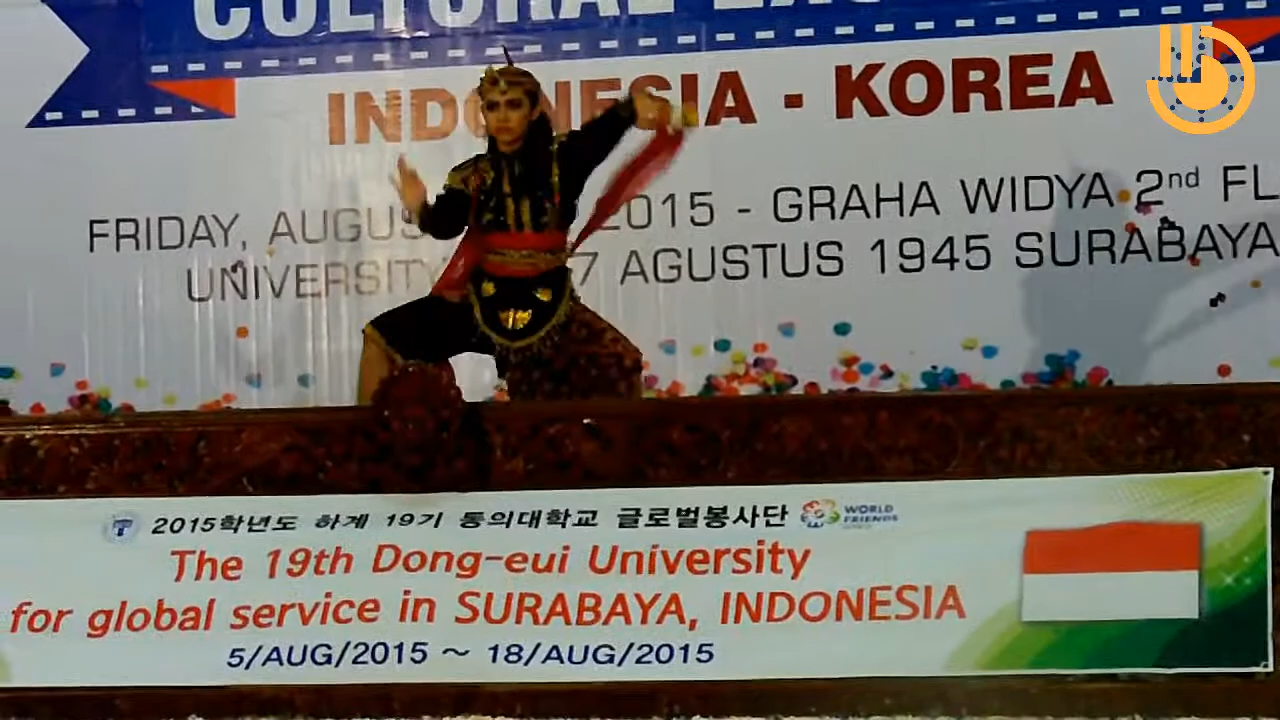 CULTURAL
INDONESIA - KOREA
FRIDAY, AUGUS 2015 - GRAHA WIDYA 2nd FL
UNIVERSITY 7 AGUSTUS 1945 SURABAYA
2015학년도 하계 19기 동의대학교 글로벌봉사단 WORLD FRIENDS
The 19th Dong-eui University
for global service in SURABAYA, INDONESIA
5/AUG/2015 ~ 18/AUG/2015